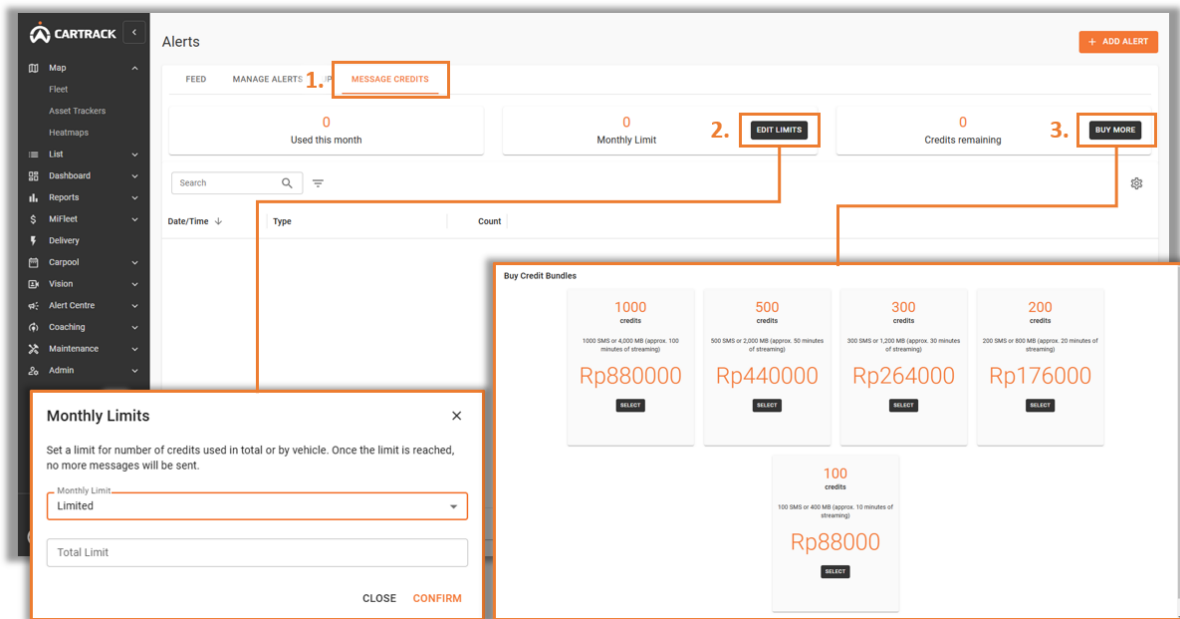 CARTRACK
Map
Fleet
Asset Trackers
Heatmaps
List
Dashboard
Reports
MiFleet
Delivery
Carpool
Vision
Alert Centre
Coaching
Maintenance
Admin
Alerts
+ ADD ALERT
FEED
MANAGE ALERTS
1.
MESSAGE CREDITS
0
Used this month
0
Monthly Limit
2.
EDIT LIMITS
0
Credits remaining
3.
BUY MORE
Search
Date/Time
Type
Count
Buy Credit Bundles
1000
credits
1000 SMS or 4,000 MB (approx. 100
minutes of streaming)
Rp880000
SELECT
500
credits
500 SMS or 2,000 MB (approx. 50 minutes
of streaming)
Rp440000
SELECT
300
credits
300 SMS or 1,200 MB (approx. 30 minutes
of streaming)
Rp264000
SELECT
200
credits
200 SMS or 800 MB (approx. 20 minutes of
streaming)
Rp176000
SELECT
100
credits
100 SMS or 400 MB (approx. 10 minutes of
streaming)
Rp88000
SELECT
Monthly Limits
Set a limit for number of credits used in total or by vehicle. Once the limit is reached,
no more messages will be sent.
Monthly Limit
Limited
Total Limit
CLOSE
CONFIRM